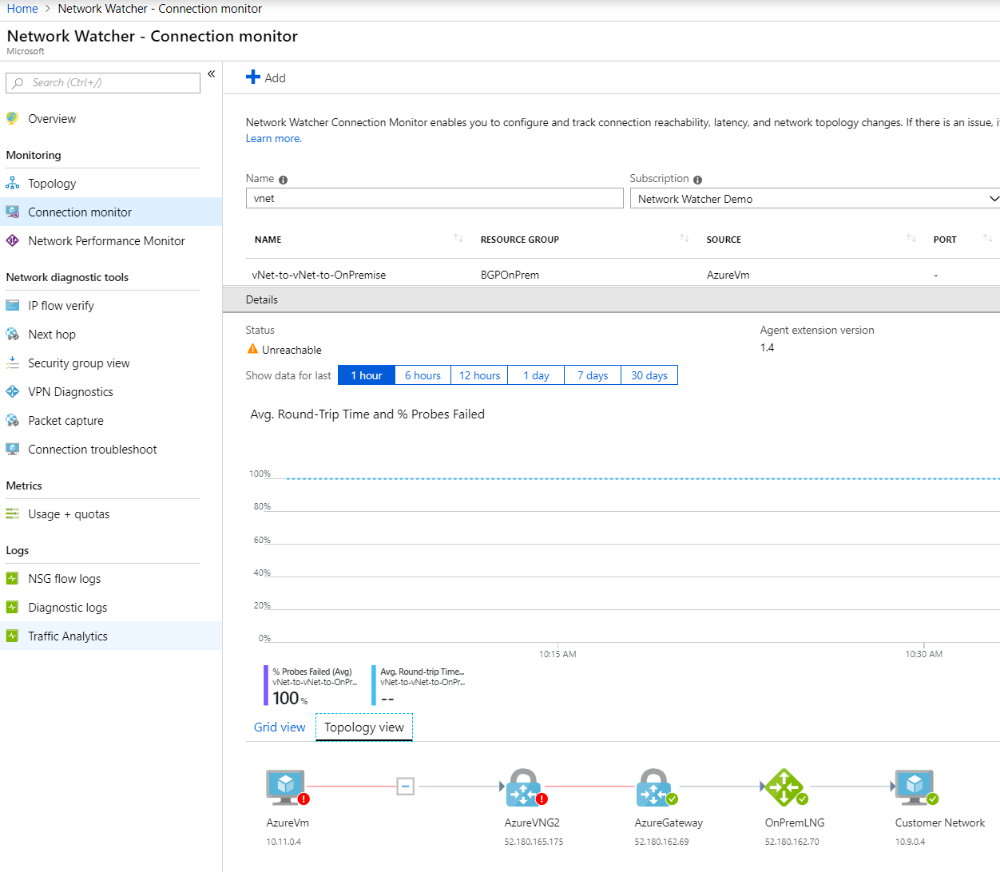 Home > Network Watcher - Connection monitor
Network Watcher - Connection monitor
Microsoft
Search (Ctrl+/)
Overview
Monitoring
Topology
Connection monitor
Network Performance Monitor
Network diagnostic tools
IP flow verify
Next hop
Security group view
VPN Diagnostics
Packet capture
Connection troubleshoot
Metrics
Usage + quotas
Logs
NSG flow logs
Diagnostic logs
Traffic Analytics
Add
Network Watcher Connection Monitor enables you to configure and track connection reachability, latency, and network topology changes. If there is an issue,
Learn more.
Name Subscription
vnet Network Watcher Demo
NAME RESOURCE GROUP SOURCE PORT
vNet-to-vNet-to-OnPremise BGPOnPrem AzureVm -
Details
Status Agent extension version
Unreachable 1.4
Show data for last 1 hour 6 hours 12 hours 1 day 7 days 30 days
Avg. Round-Trip Time and % Probes Failed
100%
80%
60%
40%
20%
0%
10:15 AM 10:30 AM
% Probes Failed (Avg) Avg. Round-trip Time...
vNet-to-vNet-to-OnPr... vNet-to-vNet-to-OnPr...
100 % --
Grid view Topology view
AzureVm AzureVNG2 AzureGateway OnPremLNG Customer Network
10.11.0.4 52.180.165.175 52.180.162.69 52.180.162.70 10.9.0.4